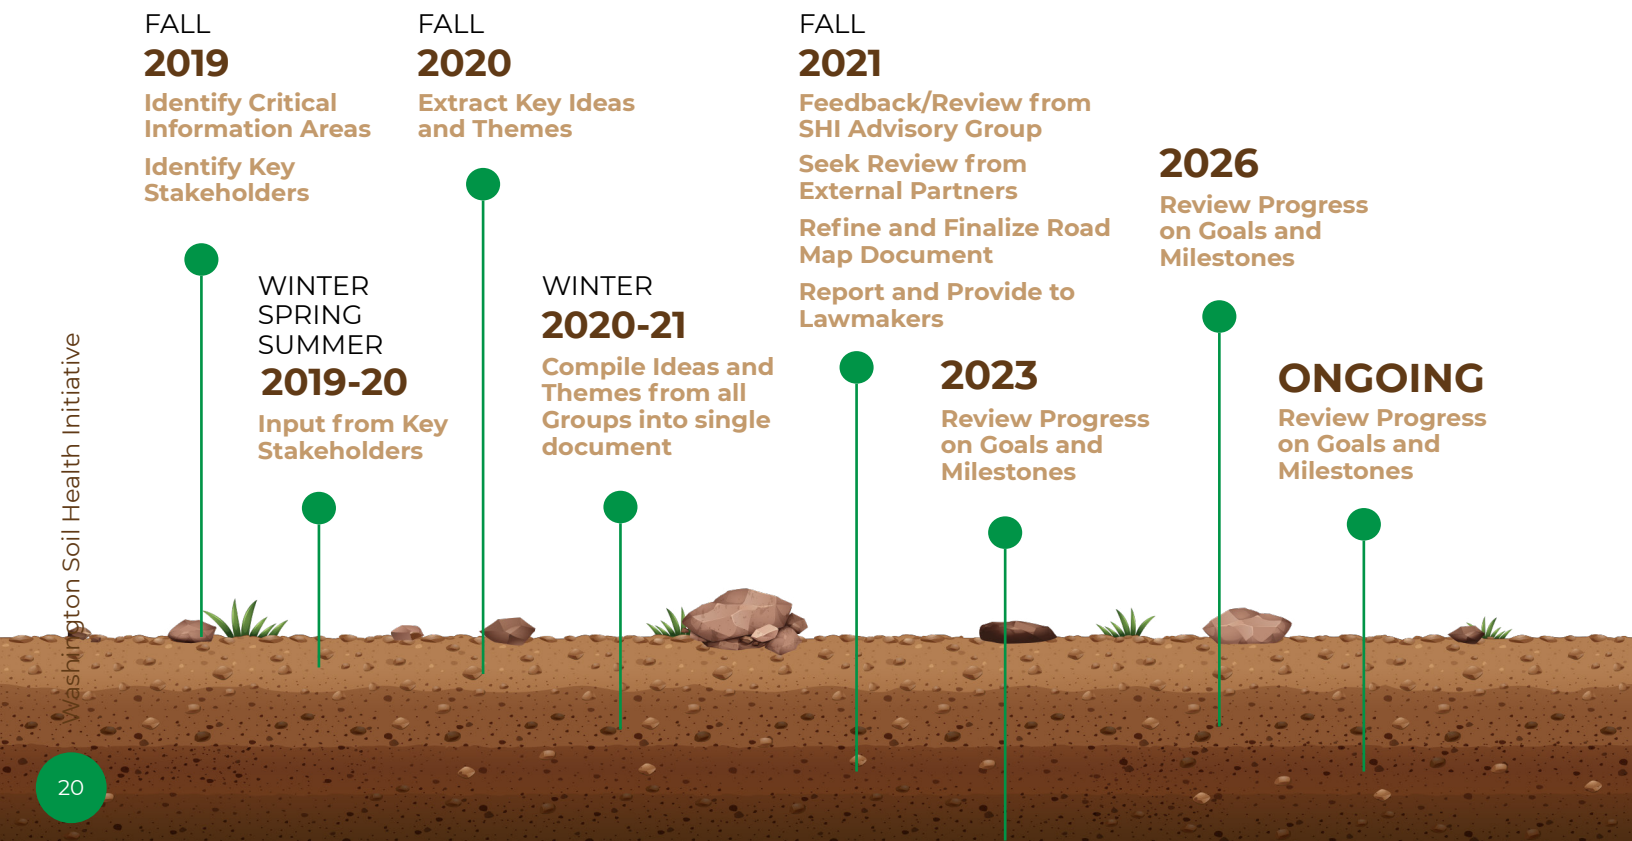 FALL
2019
Identify Critical
Information Areas
Identify Key
Stakeholders
WINTER
SPRING
SUMMER
2019-20
Input from Key
Stakeholders
FALL
2020
Extract Key Ideas
and Themes
WINTER
2020-21
Compile Ideas and
Themes from all
Groups into single
document
FALL
2021
Feedback/Review from
SHI Advisory Group
Seek Review from
External Partners
Refine and Finalize Road
Map Document
Report and Provide to
Lawmakers
2023
Review Progress
on Goals and
Milestones
2026
Review Progress
on Goals and
Milestones
ONGOING
Review Progress
on Goals and
Milestones
Washington Soil Health Initiative
20